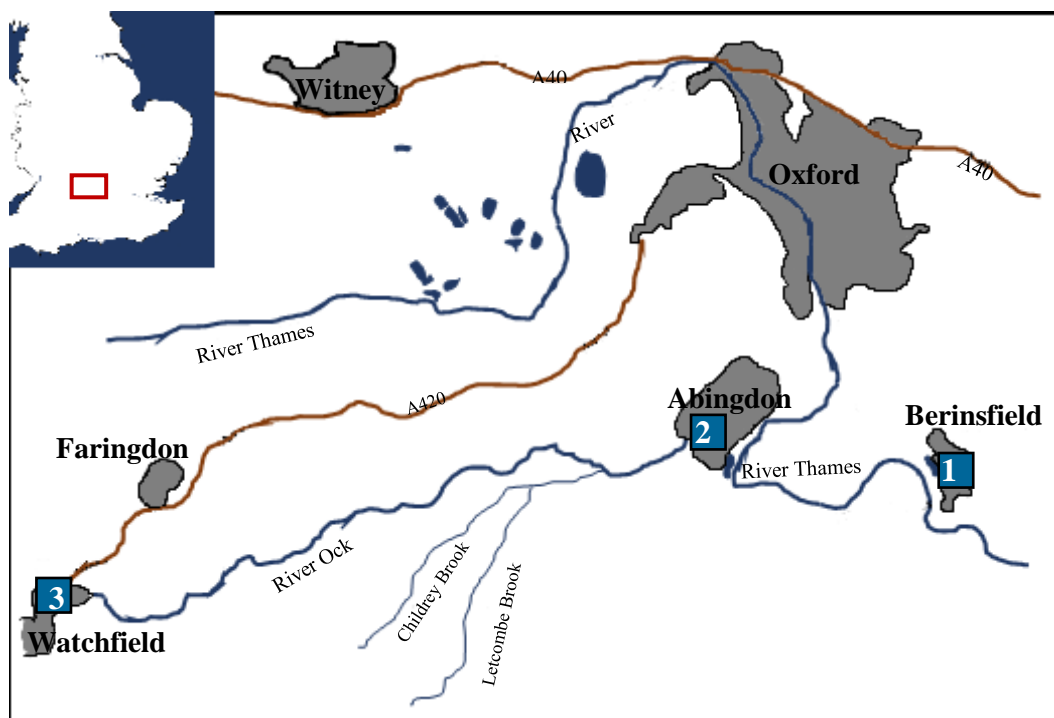 Witney
A40
River
Oxford
A40
River Thames
A420
Abingdon
2
Berinsfield
1
River Thames
Faringdon
River Ock
Childrey Brook
Letcombe Brook
3
Watchfield